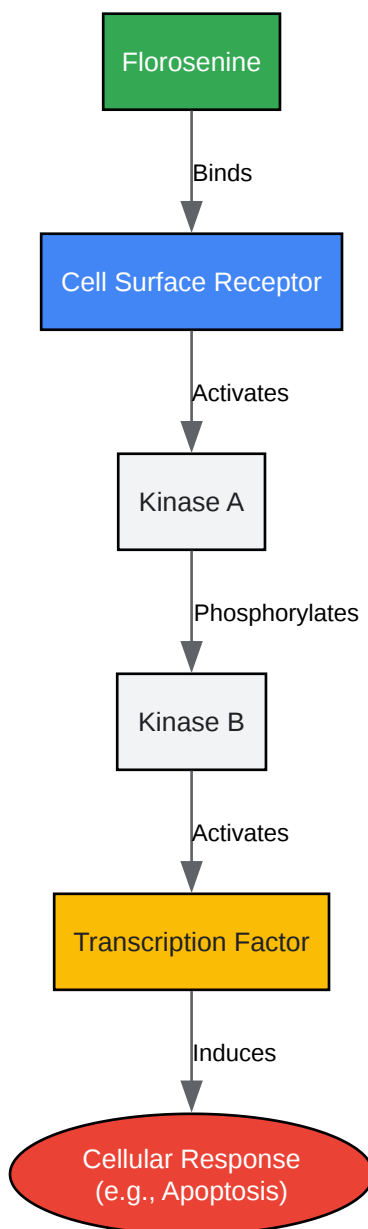 Florosenine
Binds
Cell Surface Receptor
Activates
Kinase A
Phosphorylates
Kinase B
Activates
Transcription Factor
Induces
Cellular Response
(e.g., Apoptosis)